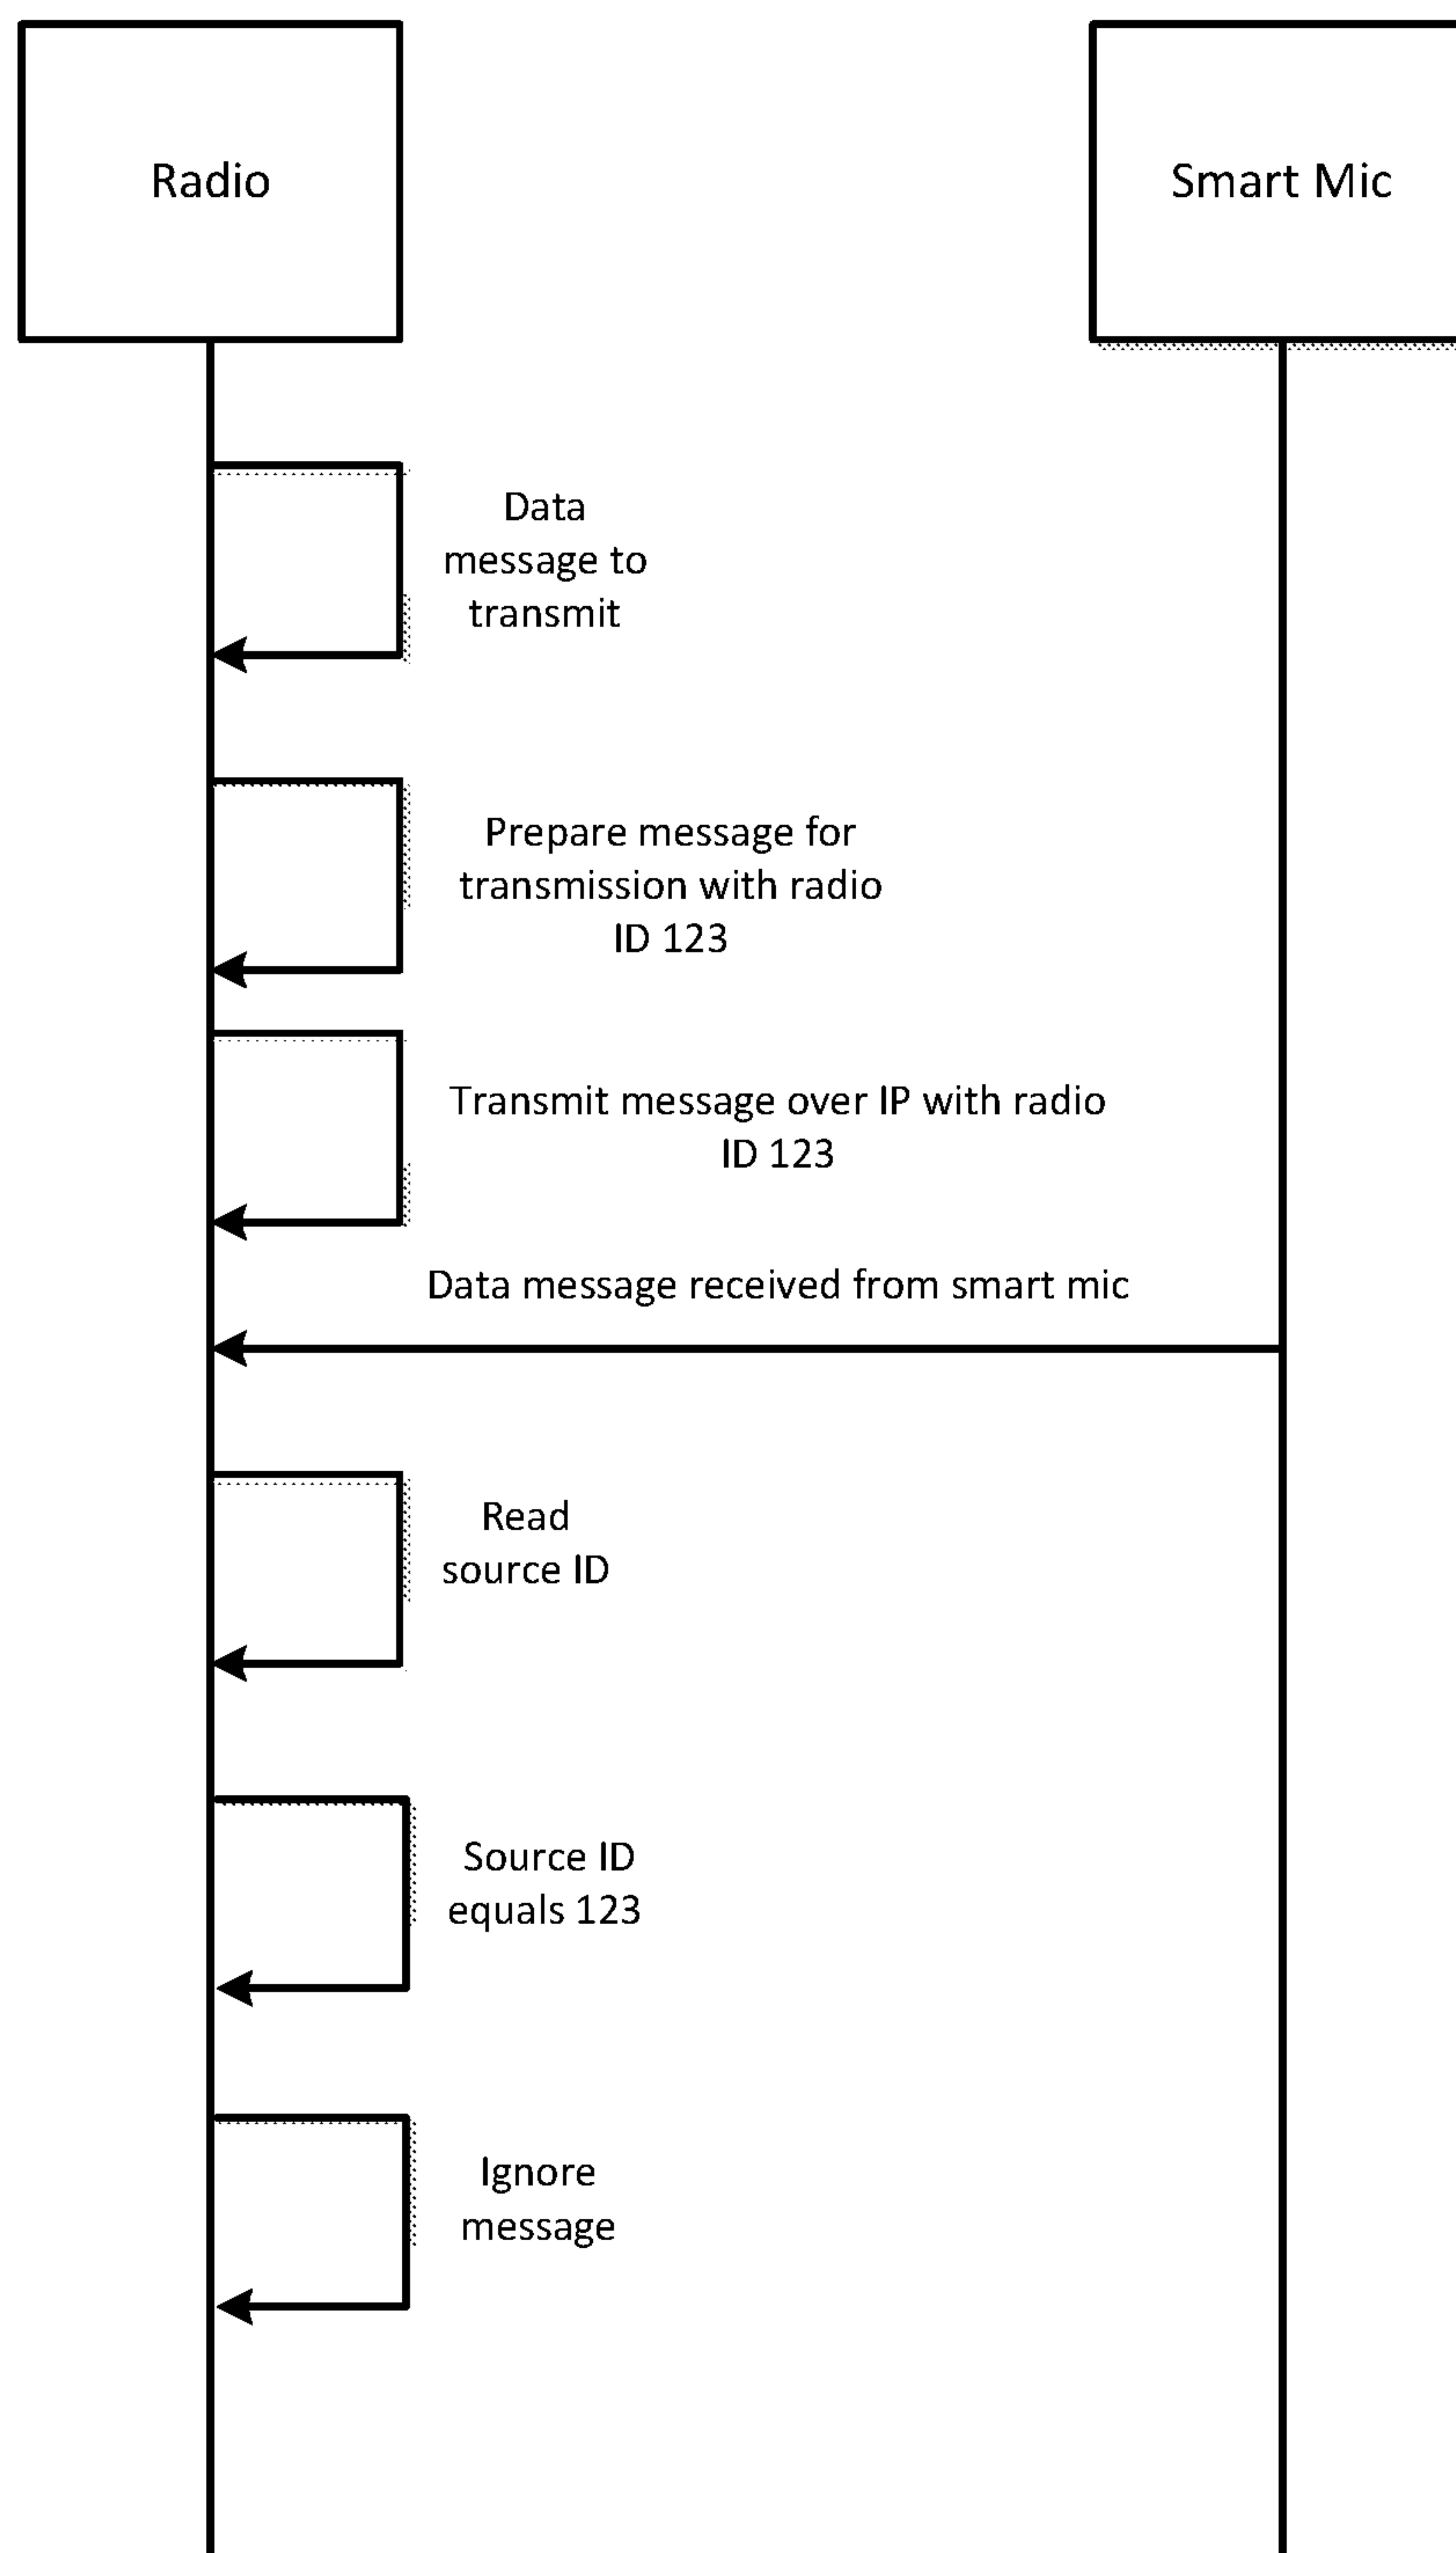 Radio
Smart Mic
Data
message to
transmit
Prepare message for
transmission with radio
ID 123
Transmit message over IP with radio
ID 123
Data message received from smart mic
Read
source ID
Source ID
equals 123
Ignore
message